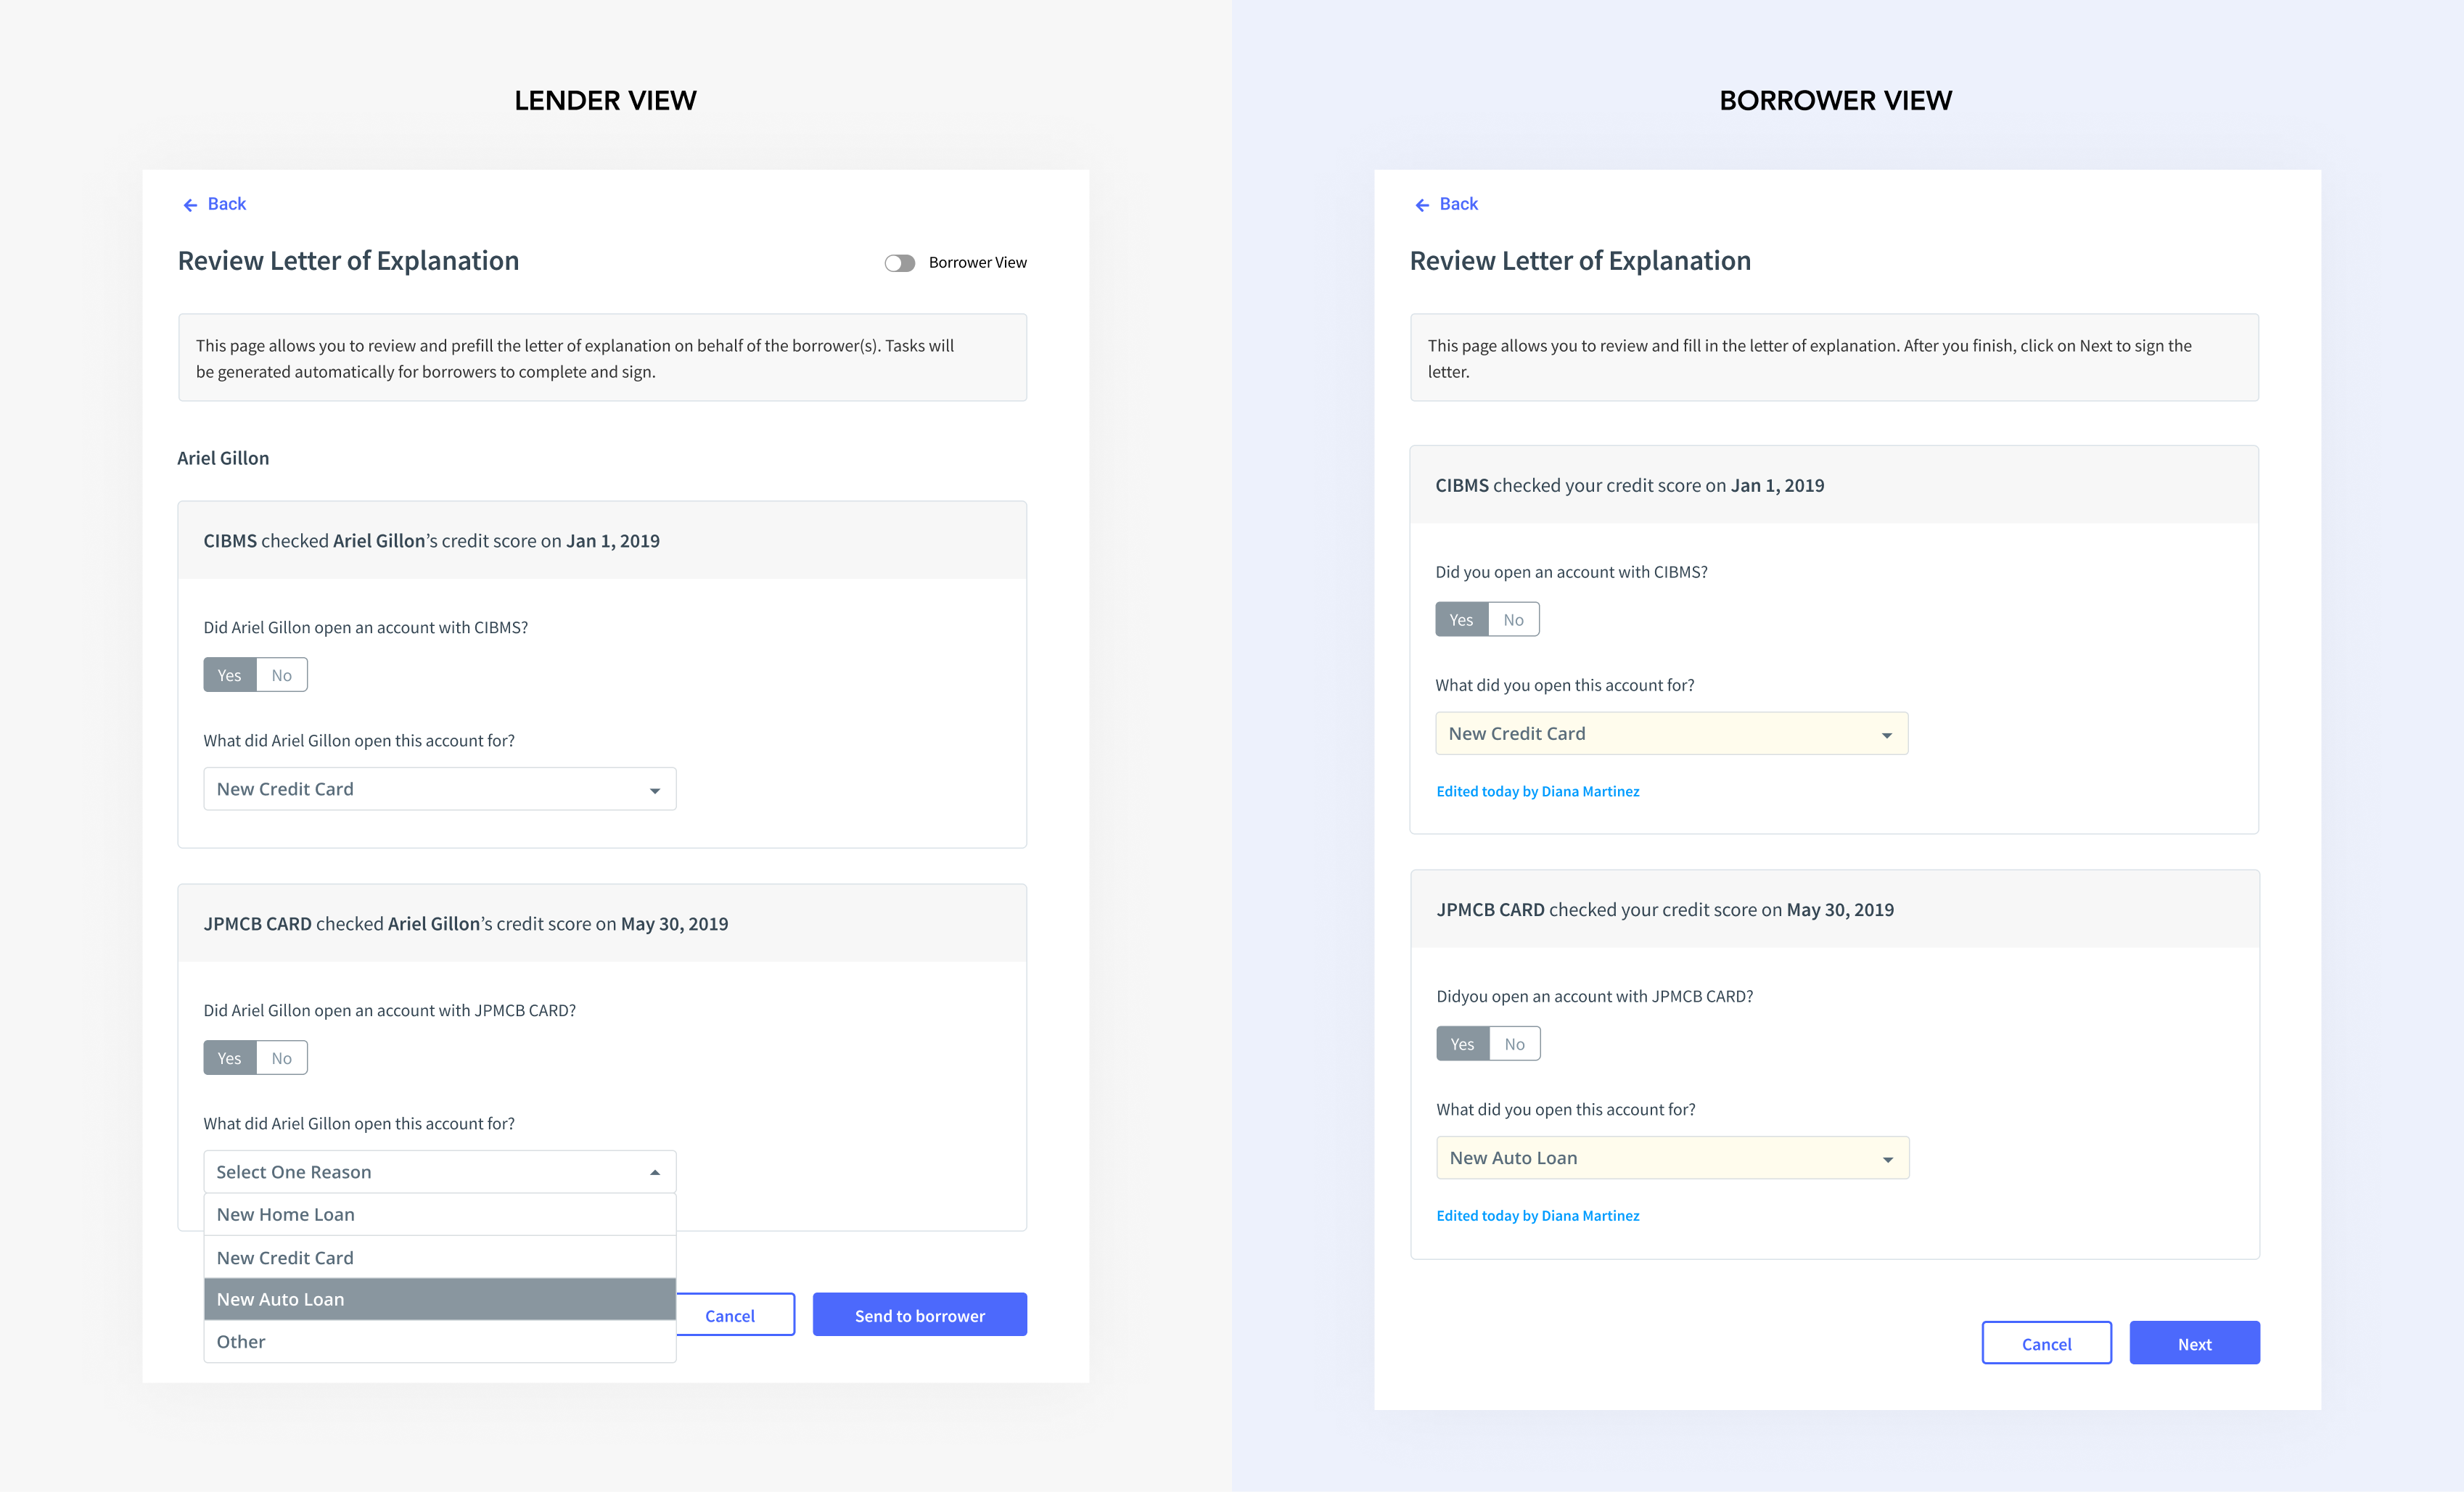 LENDER VIEW
Back
Review Letter of Explanation
Borrower View
This page allows you to review and prefill the letter of explanation on behalf of the borrower(s). Tasks will
be generated automatically for borrowers to complete and sign.
Ariel Gillon
CIBMS checked Ariel Gillon’s credit score on Jan 1, 2019
Did Ariel Gillon open an account with CIBMS?
Yes No
What did Ariel Gillon open this account for?
New Credit Card
JPMCB CARD checked Ariel Gillon’s credit score on May 30, 2019
Did Ariel Gillon open an account with JPMCB CARD?
Yes No
What did Ariel Gillon open this account for?
Select One Reason
New Home Loan
New Credit Card
New Auto Loan
Other
Cancel Send to borrower
BORROWER VIEW
Back
Review Letter of Explanation
This page allows you to review and fill in the letter of explanation. After you finish, click on Next to sign the
letter.
CIBMS checked your credit score on Jan 1, 2019
Did you open an account with CIBMS?
Yes No
What did you open this account for?
New Credit Card
Edited today by Diana Martinez
JPMCB CARD checked your credit score on May 30, 2019
Didyou open an account with JPMCB CARD?
Yes No
What did you open this account for?
New Auto Loan
Edited today by Diana Martinez
Cancel Next